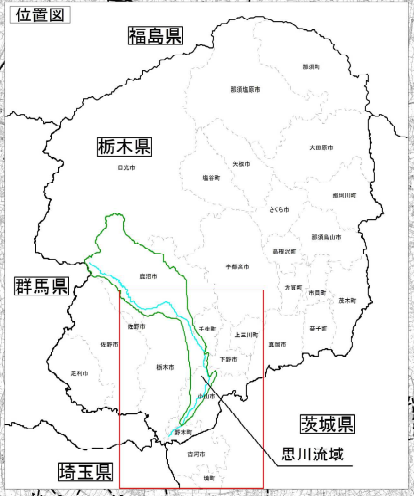 位置図
福島県
那須町
那須塩原市
栃木県
大田原市
日光市
矢板市
塩谷町
那珂川町
さくら市
那須烏山市
高根沢町
宇都宮市
鹿沼市
群馬県
芳賀町
市貝町
茂木町
壬生町
上三川町
益子町
真岡市
佐野市
下野市
足利市
栃木市
小山市
野木町
茨城県
思川流域
古河市
埼玉県
境町